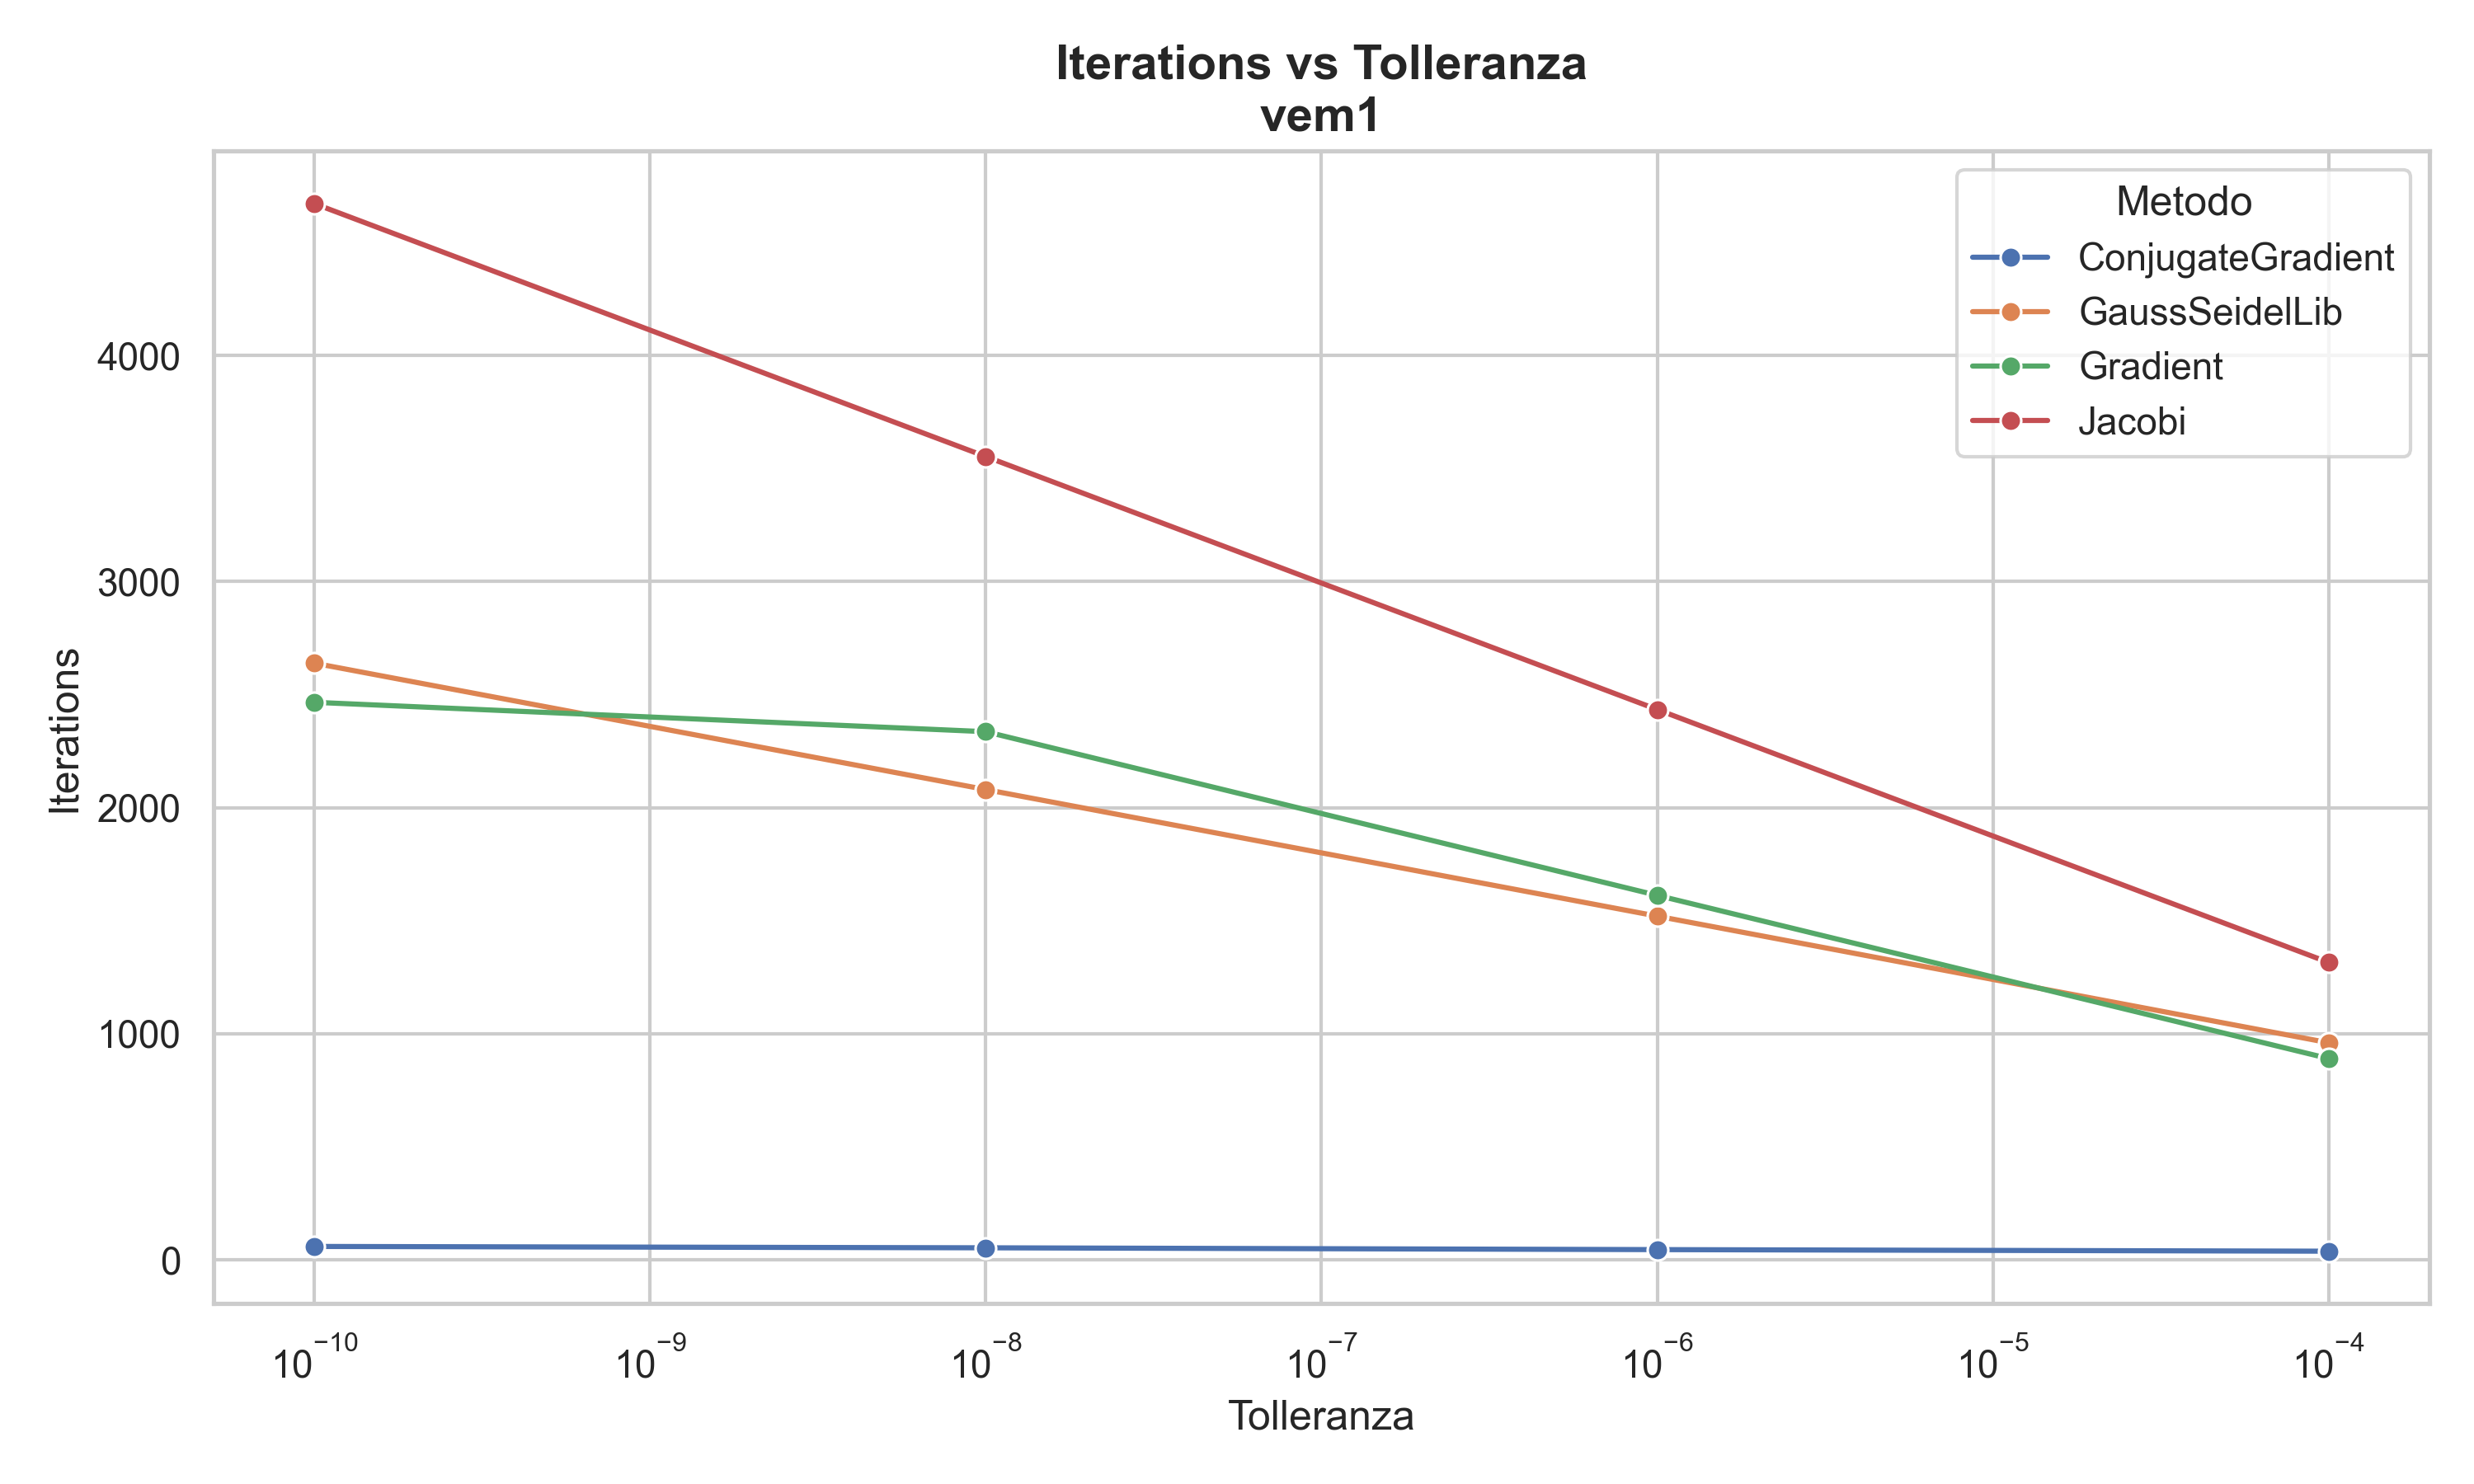 Iterations vs Tolleranza
vem1
Metodo
ConjugateGradient
GaussSeidelLib
Gradient
Jacobi
Iterations
4000
3000
2000
1000
0
10⁻¹⁰ 10⁻⁹ 10⁻⁸ 10⁻⁷ 10⁻⁶ 10⁻⁵ 10⁻⁴
Tolleranza